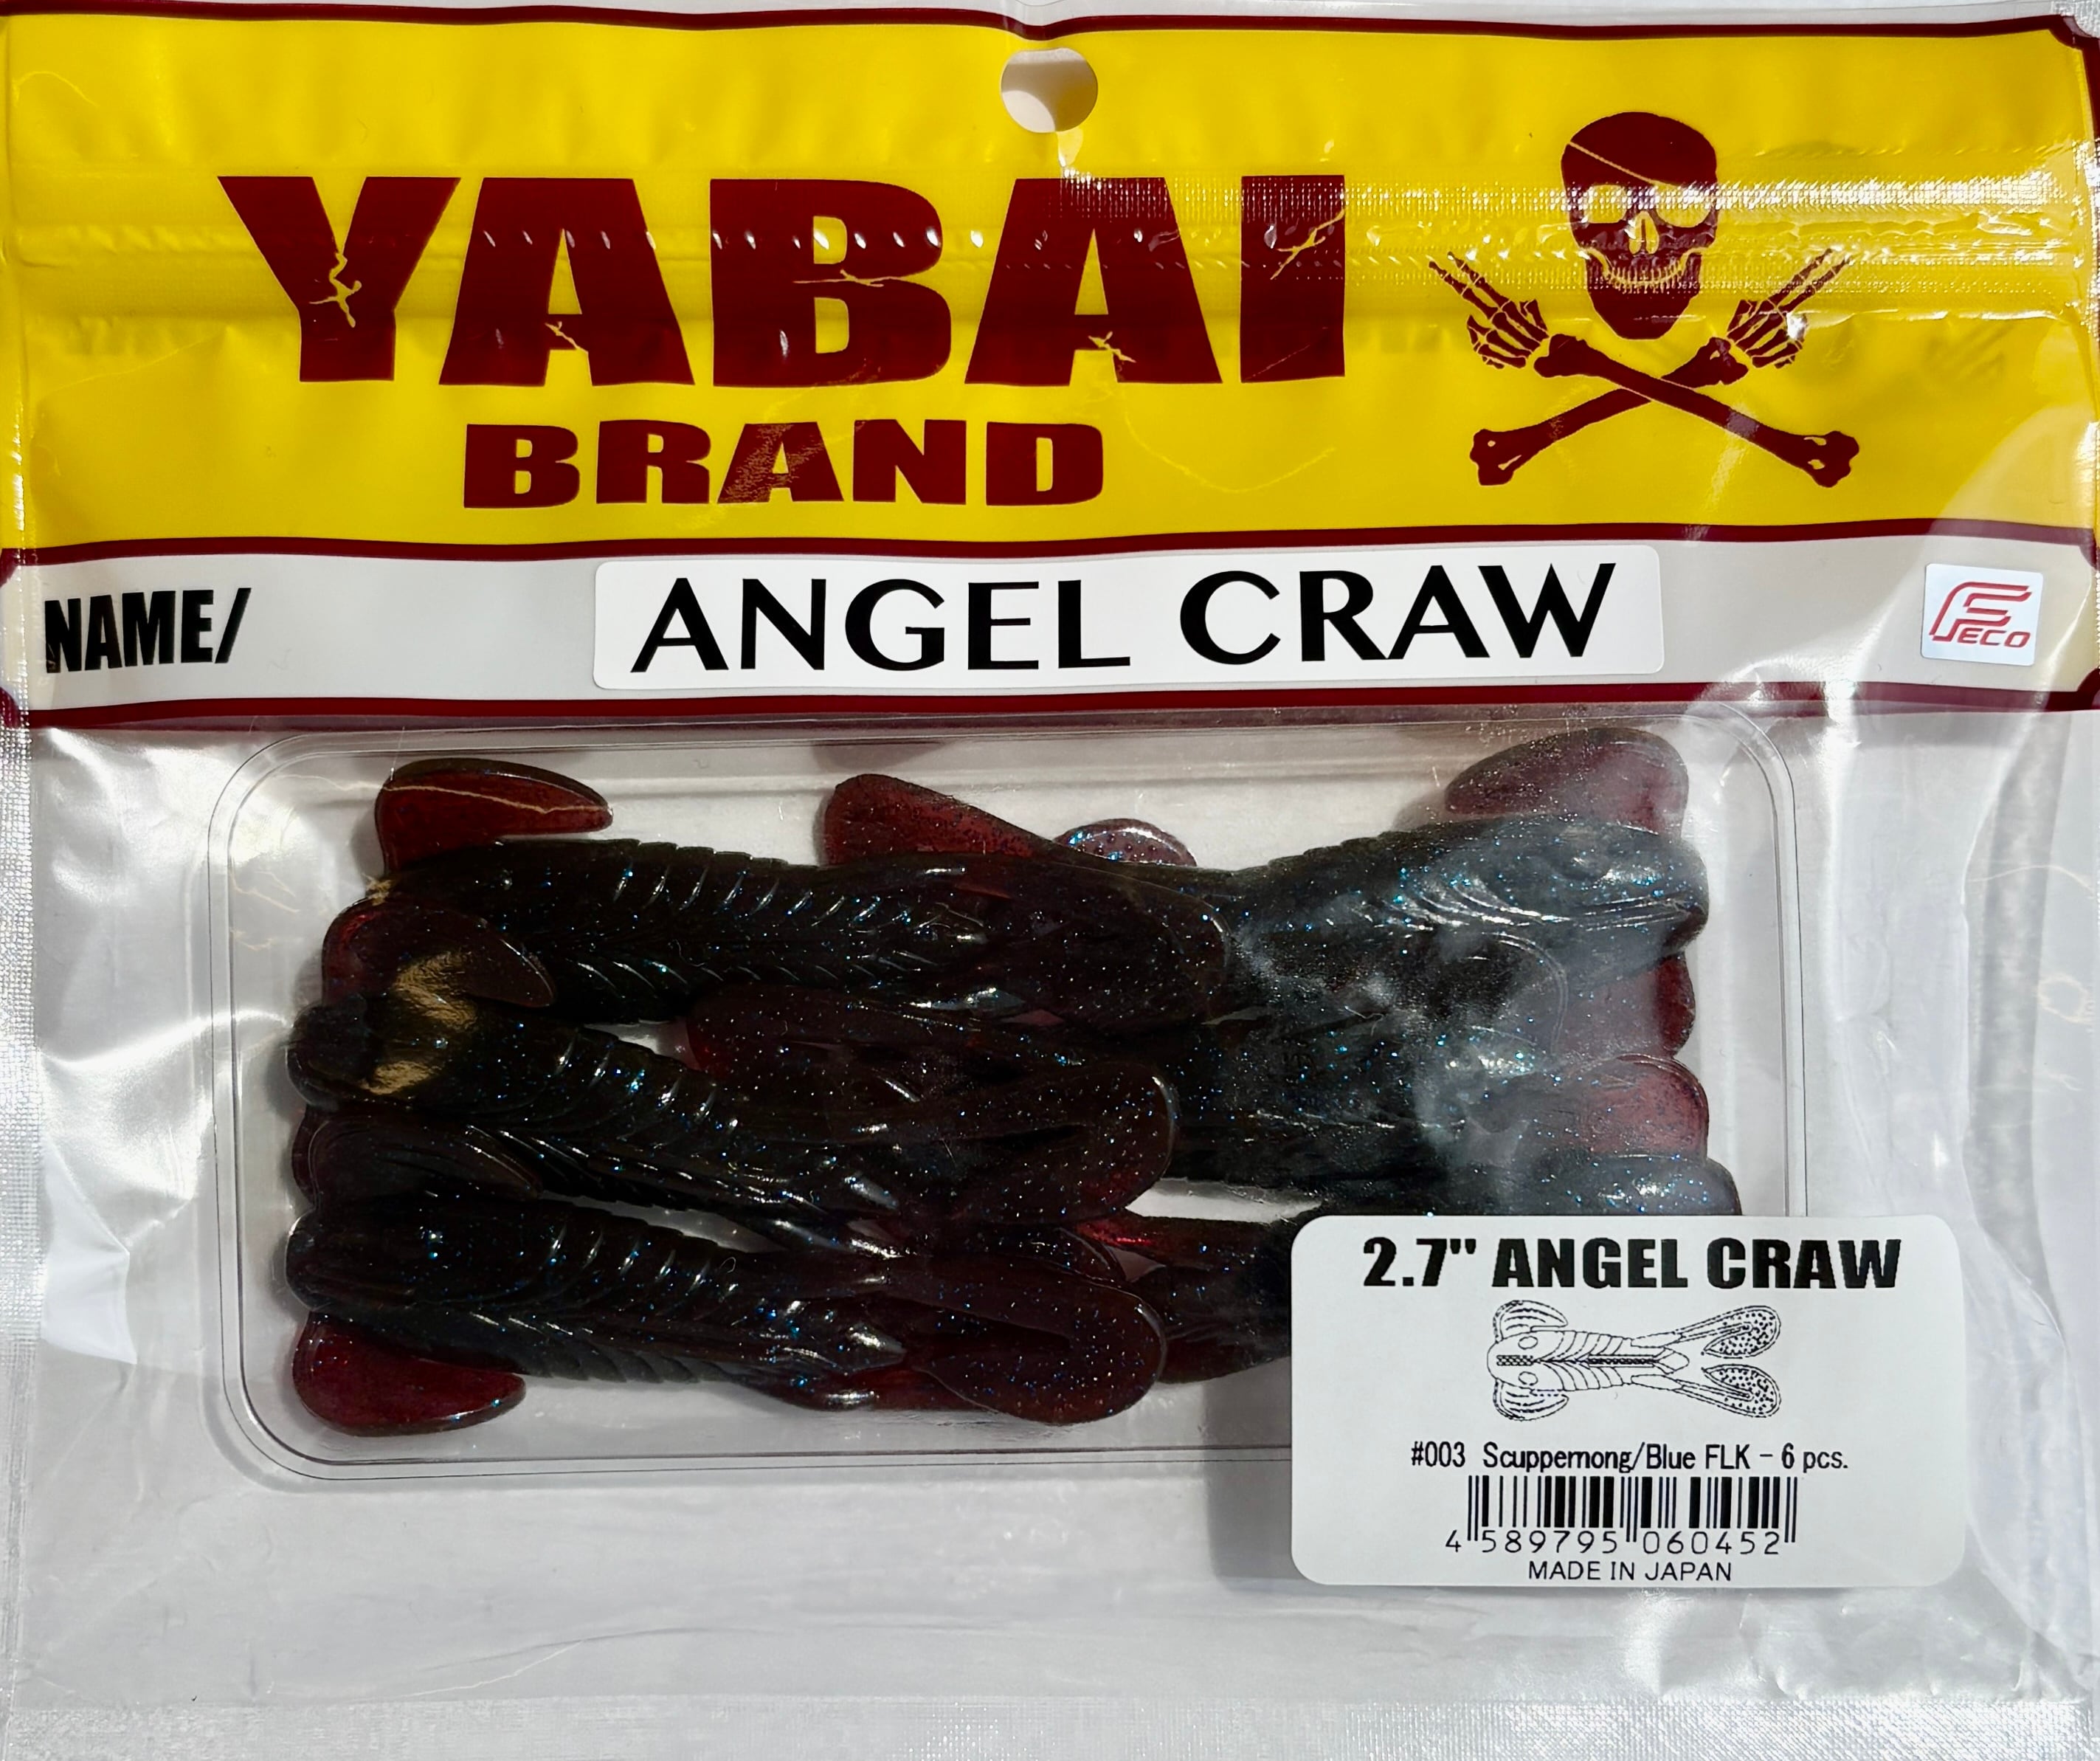 YABAI
BRAND
NAME/ ANGEL CRAW
FECO
2.7" ANGEL CRAW
#003 Scuppernong/Blue FLK - 6 pcs.
4 589795 060452
MADE IN JAPAN